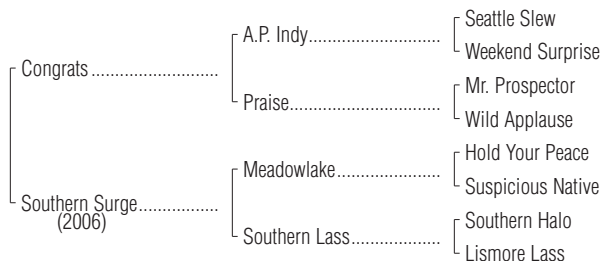 Seattle Slew
A.P. Indy
Weekend Surprise
Congrats
Mr. Prospector
Praise
Wild Applause
Hold Your Peace
Meadowlake
Suspicious Native
Southern Surge
(2006)
Southern Halo
Southern Lass
Lismore Lass